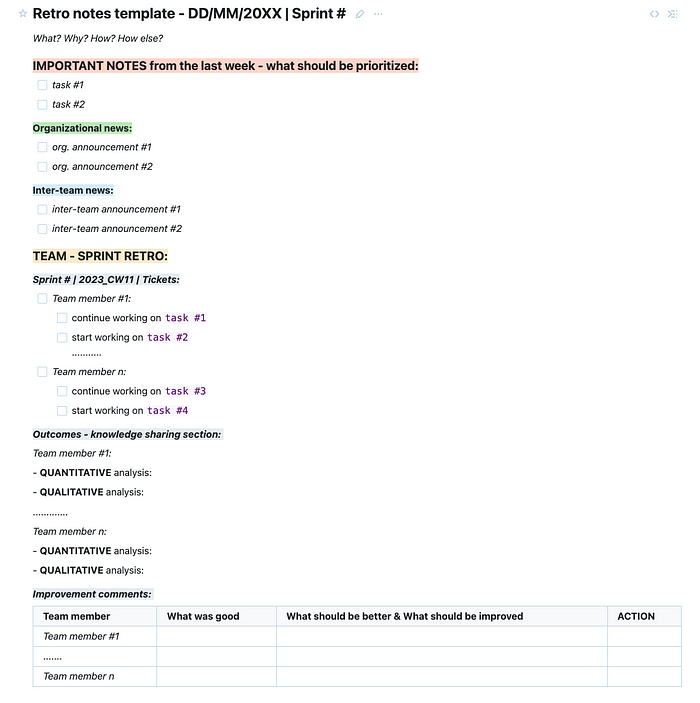 Retro notes template - DD/MM/20XX | Sprint #
What? Why? How? How else?
IMPORTANT NOTES from the last week - what should be prioritized:
task #1
task #2
Organizational news:
org. announcement #1
org. announcement #2
Inter-team news:
inter-team announcement #1
inter-team announcement #2
TEAM - SPRINT RETRO:
Sprint # | 2023_CW11 | Tickets:
Team member #1:
continue working on task #1
start working on task #2
...........
Team member n:
continue working on task #3
start working on task #4
Outcomes - knowledge sharing section:
Team member #1:
- QUANTITATIVE analysis:
- QUALITATIVE analysis:
.............
Team member n:
- QUANTITATIVE analysis:
- QUALITATIVE analysis:
Improvement comments:
Team member What was good What should be better & What should be improved ACTION
Team member #1
.......
Team member n